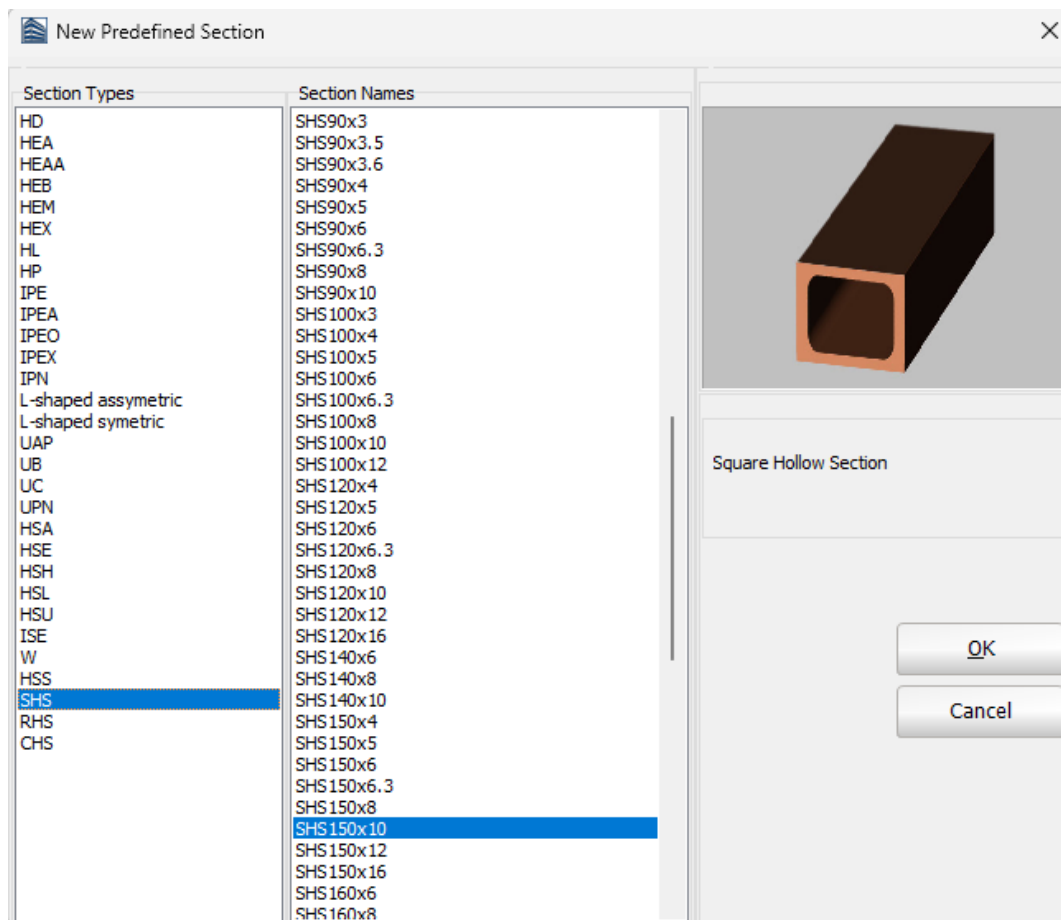 New Predefined Section
Section Types
HD
HEA
HEAA
HEB
HEM
HEX
HL
HP
IPE
IPEA
IPEO
IPEX
IPN
L-shaped assymetric
L-shaped symetric
UAP
UB
UC
UPN
HSA
HSE
HSH
HSL
HSU
ISE
W
HSS
SHS
RHS
CHS
Section Names
SHS90x3
SHS90x3.5
SHS90x3.6
SHS90x4
SHS90x5
SHS90x6
SHS90x6.3
SHS90x8
SHS90x10
SHS100x3
SHS100x4
SHS100x5
SHS100x6
SHS100x6.3
SHS100x8
SHS100x10
SHS100x12
SHS120x4
SHS120x5
SHS120x6
SHS120x6.3
SHS120x8
SHS120x10
SHS120x12
SHS120x16
SHS140x6
SHS140x8
SHS140x10
SHS150x4
SHS150x5
SHS150x6
SHS150x6.3
SHS150x8
SHS150x10
SHS150x12
SHS150x16
SHS160x6
SHS160x8
Square Hollow Section
OK
Cancel